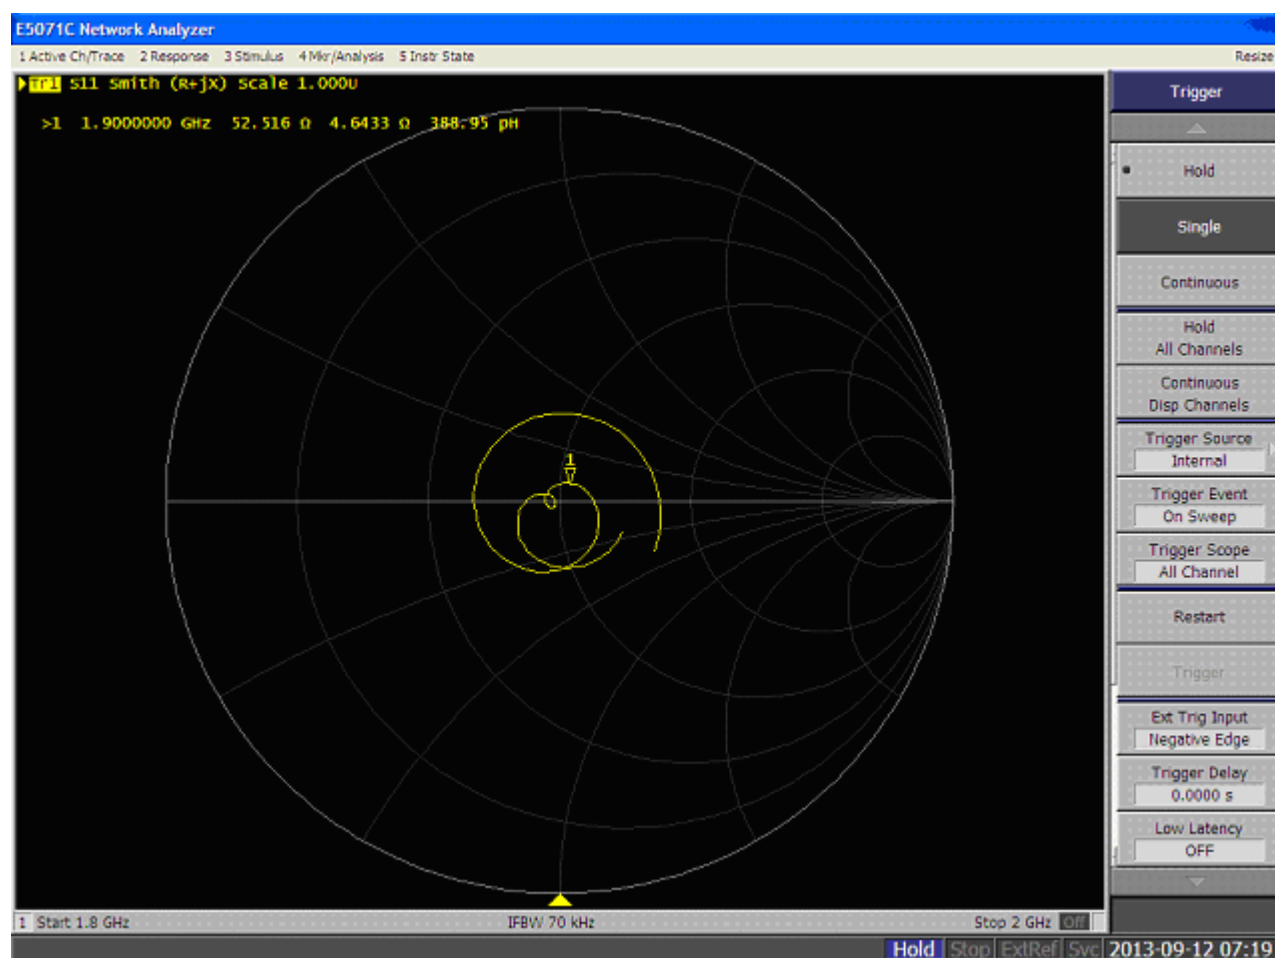 E5071C Network Analyzer
1 Active Ch/Trace 2 Response 3 Stimulus 4 Mkr/Analysis 5 Instr State Resize
Tr1 S11 Smith (R+jX) Scale 1.000U
>1 1.9000000 GHz 52.516 Ω 4.6433 Ω 388.95 pH
1
Trigger
Hold
Single
Continuous
Hold
All Channels
Continuous
Disp Channels
Trigger Source
Internal
Trigger Event
On Sweep
Trigger Scope
All Channel
Restart
Trigger
Ext Trig Input
Negative Edge
Trigger Delay
0.0000 s
Low Latency
OFF
1 Start 1.8 GHz IFBW 70 kHz Stop 2 GHz Off
Hold Stop ExtRef Svc 2013-09-12 07:19